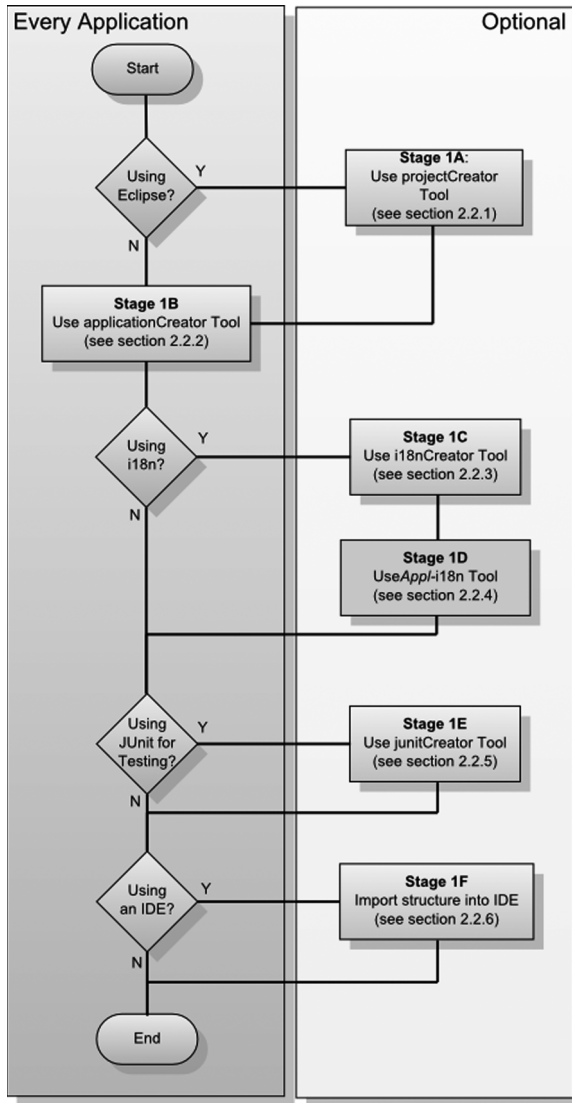 Every Application
Optional
Start
Using
Eclipse?
Y
N
Stage 1A:
Use projectCreator
Tool
(see section 2.2.1)
Stage 1B
Use applicationCreator Tool
(see section 2.2.2)
Using
i18n?
Y
N
Stage 1C
Use i18nCreator Tool
(see section 2.2.3)
Stage 1D
UseAppl-i18n Tool
(see section 2.2.4)
Using
JUnit for
Testing?
Y
N
Stage 1E
Use junitCreator Tool
(see section 2.2.5)
Using
an IDE?
Y
N
Stage 1F
Import structure into IDE
(see section 2.2.6)
End